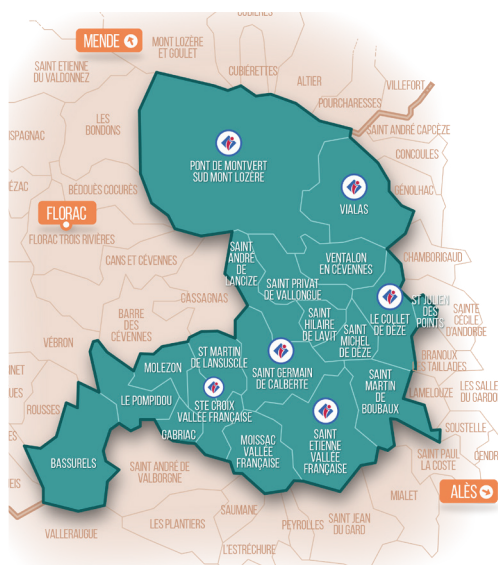 CUBIÈRES
MENDE
MONT LOZÈRE
ET GOULET
SAINT ETIENNE
DU VALDONNEZ
CUBIÉRETTES
ALTIER
VILLEFORT
POURCHARESSES
LES
BONDONS
ISPAGNAC
SAINT ANDRÉ CAPCÈZE
CONCOULES
PONT DE MONTVERT
SUD MONT LOZÈRE
BÉDOUÈS COCURÈS
GÉNOLHAC
VIALAS
FLORAC
FLORAC TROIS RIVIÈRES
SAINT
ANDRÉ
DE
LANCIZE
CANS ET CÉVENNES
VENTALON
EN CÉVENNES
CHAMBORIGAUD
SAINT PRIVAT
DE VALLONGUE
CASSAGNAS
ST JULIEN
DES
POINTS
SAINTE
CÉCILE
D'ANDORGE
BARRE
DES
CÉVENNES
SAINT
HILAIRE
DE LAVIT
LE COLLET
DE DÈZE
SAINT
MICHEL
DE DÈZE
VÉBRON
ST MARTIN
DE LANSUSCLE
BRANOUX
LES TAILLADES
MOLEZON
SAINT GERMAIN
DE CALBERTE
SAINT
MARTIN
DE
BOUBAUX
LAMELOUZE
LES SALLES
DU GARDO
LE POMPIDOU
STE CROIX
VALLÉE FRANÇAISE
ROUSSES
GABRIAC
SAINT
ETIENNE
VALLÉE
FRANÇAISE
SOUSTELLE
MOISSAC
VALLÉE
FRANÇAISE
SAINT PAUL
LA COSTE
CENDR
BASSURELS
SAINT ANDRÉ DE
VALBORGNE
MIALET
ALÈS
SAUMANE
LES PLANTIERS
PEYROLLES
SAINT JEAN
DU GARD
VALLERAUGUE
L'ESTRÉCHURE